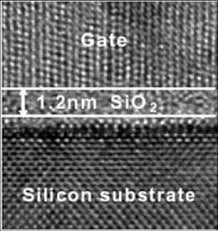 Gate
1.2nm SiO₂
Silicon substrate